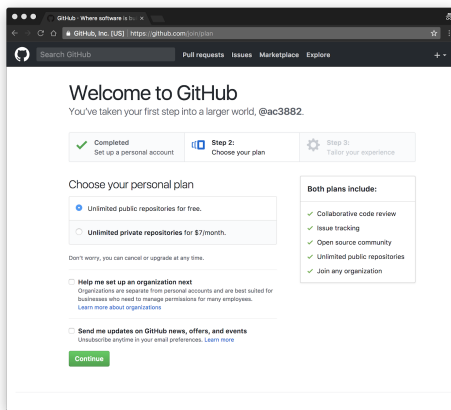 GitHub · Where software is
GitHub, Inc. [US] | https://github.com/join/plan
Search GitHub
Pull requests Issues Marketplace Explore
Welcome to GitHub
You've taken your first step into a larger world, @ac3882.
Completed
Set up a personal account
Step 2:
Choose your plan
Step 3:
Tailor your experience
Choose your personal plan
Unlimited public repositories for free.
Unlimited private repositories for $7/month.
Don't worry, you can cancel or upgrade at any time.
Help me set up an organization next
Organizations are separate from personal accounts and are best suited for
businesses who need to manage permissions for many employees.
Learn more about organizations
Send me updates on GitHub news, offers, and events
Unsubscribe anytime in your email preferences. Learn more
Continue
Both plans include:
Collaborative code review
Issue tracking
Open source community
Unlimited public repositories
Join any organization